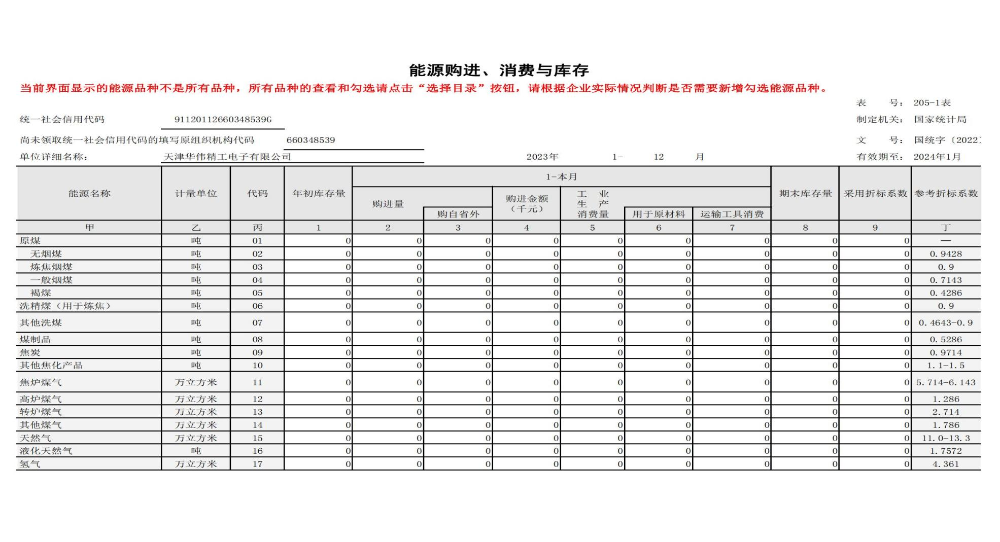 能源购进、消费与库存
当前界面显示的能源品种不是所有品种，所有品种的查看和勾选请点击“选择目录”按钮，请根据企业实际情况判断是否需要新增勾选能源品种。
表 号： 205-1表
统一社会信用代码 91120112660348539G 制定机关： 国家统计局
尚未领取统一社会信用代码的填写原组织机构代码 660348539 文 号： 国统字〔2022〕
单位详细名称： 天津华伟精工电子有限公司 2023年 1- 12 月 有效期至： 2024年1月
能源名称 计量单位 代码 年初库存量 1-本月 期末库存量 采用折标系数 参考折标系数
购进量 购自省外 购进金额（千元） 工业生产消费量 用于原材料 运输工具消费
甲 乙 丙 1 2 3 4 5 6 7 8 9 丁
原煤 吨 01 0 0 0 0 0 0 0 0 0 —
无烟煤 吨 02 0 0 0 0 0 0 0 0 0 0.9428
炼焦烟煤 吨 03 0 0 0 0 0 0 0 0 0 0.9
一般烟煤 吨 04 0 0 0 0 0 0 0 0 0 0.7143
褐煤 吨 05 0 0 0 0 0 0 0 0 0 0.4286
洗精煤（用于炼焦） 吨 06 0 0 0 0 0 0 0 0 0 0.9
其他洗煤 吨 07 0 0 0 0 0 0 0 0 0 0.4643-0.9
煤制品 吨 08 0 0 0 0 0 0 0 0 0 0.5286
焦炭 吨 09 0 0 0 0 0 0 0 0 0 0.9714
其他焦化产品 吨 10 0 0 0 0 0 0 0 0 0 1.1-1.5
焦炉煤气 万立方米 11 0 0 0 0 0 0 0 0 0 5.714-6.143
高炉煤气 万立方米 12 0 0 0 0 0 0 0 0 0 1.286
转炉煤气 万立方米 13 0 0 0 0 0 0 0 0 0 2.714
其他煤气 万立方米 14 0 0 0 0 0 0 0 0 0 1.786
天然气 万立方米 15 0 0 0 0 0 0 0 0 0 11.0-13.3
液化天然气 吨 16 0 0 0 0 0 0 0 0 0 1.7572
氢气 万立方米 17 0 0 0 0 0 0 0 0 0 4.361